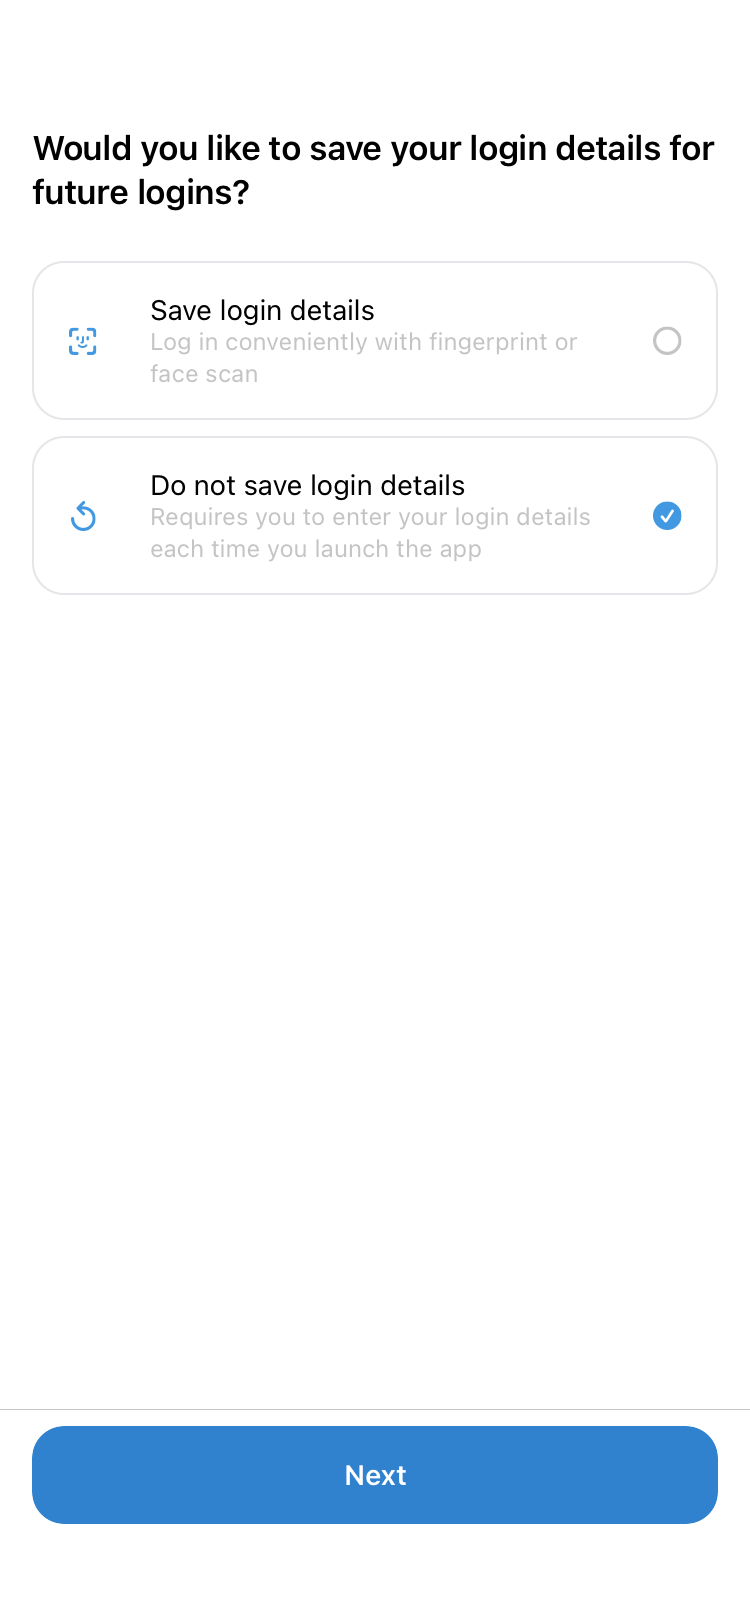 Would you like to save your login details for
future logins?
Save login details
Log in conveniently with fingerprint or
face scan
Do not save login details
Requires you to enter your login details
each time you launch the app
Next